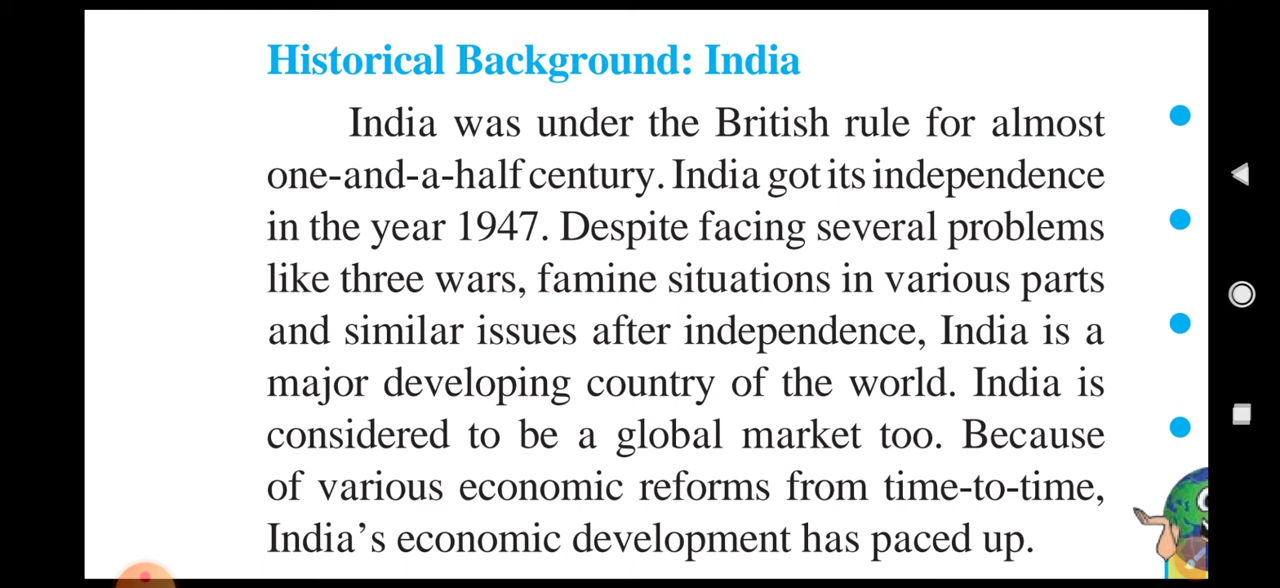 Historical Background: India
India was under the British rule for almost
one-and-a-half century. India got its independence
in the year 1947. Despite facing several problems
like three wars, famine situations in various parts
and similar issues after independence, India is a
major developing country of the world. India is
considered to be a global market too. Because
of various economic reforms from time-to-time,
India’s economic development has paced up.